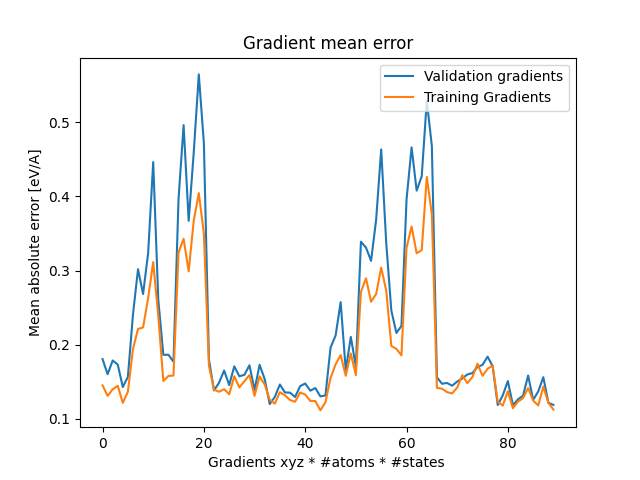 Gradient mean error
Validation gradients
Training Gradients
Mean absolute error [eV/A]
0.5
0.4
0.3
0.2
0.1
0 20 40 60 80
Gradients xyz * #atoms * #states